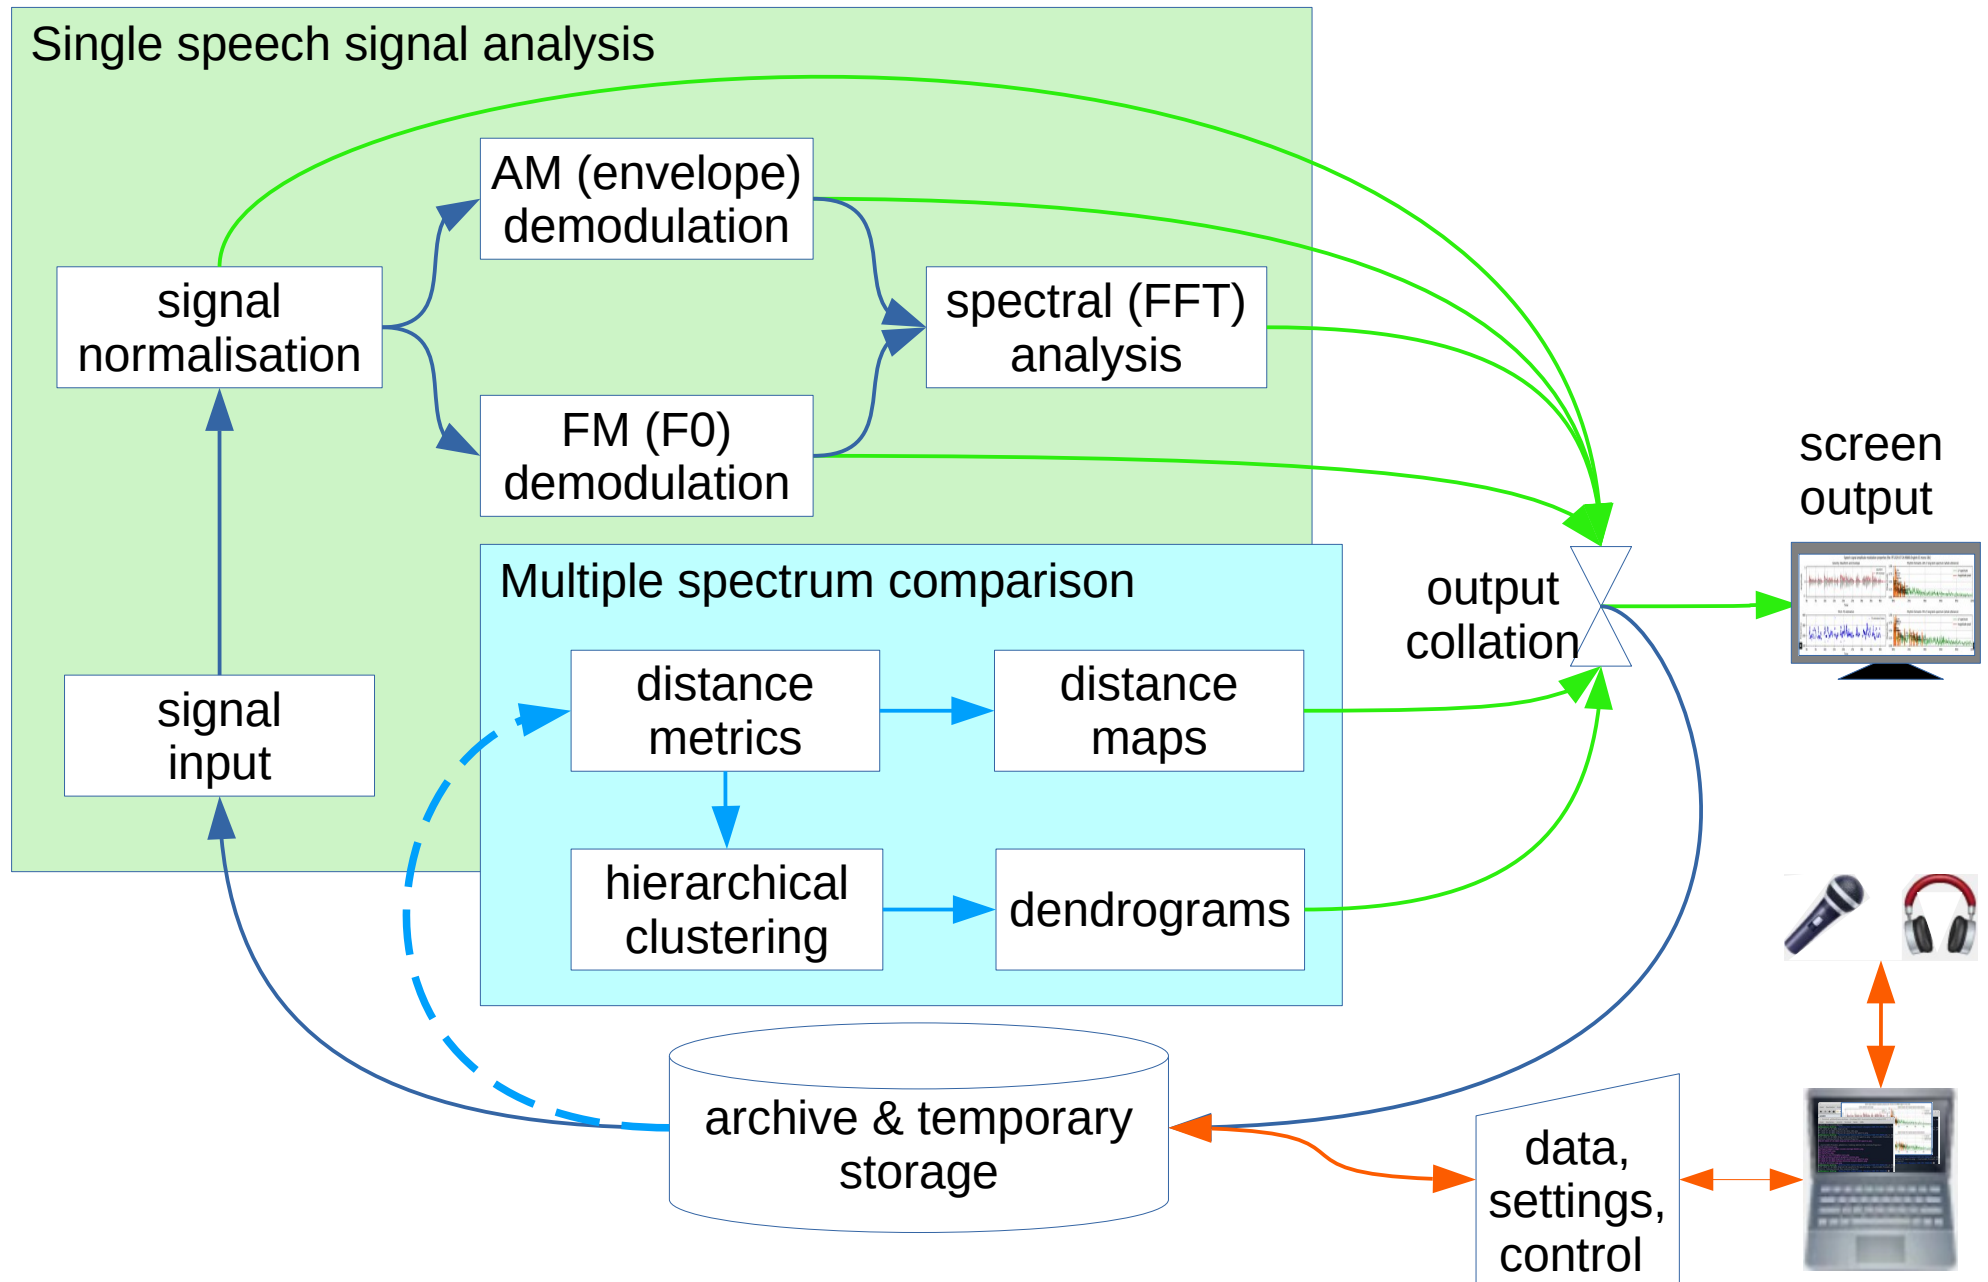 Single speech signal analysis
AM (envelope)
demodulation
signal
normalisation
spectral (FFT)
analysis
FM (F0)
demodulation
screen
output
Multiple spectrum comparison
output
collation
distance
metrics
distance
maps
signal
input
hierarchical
clustering
dendrograms
archive & temporary
storage
data,
settings,
control